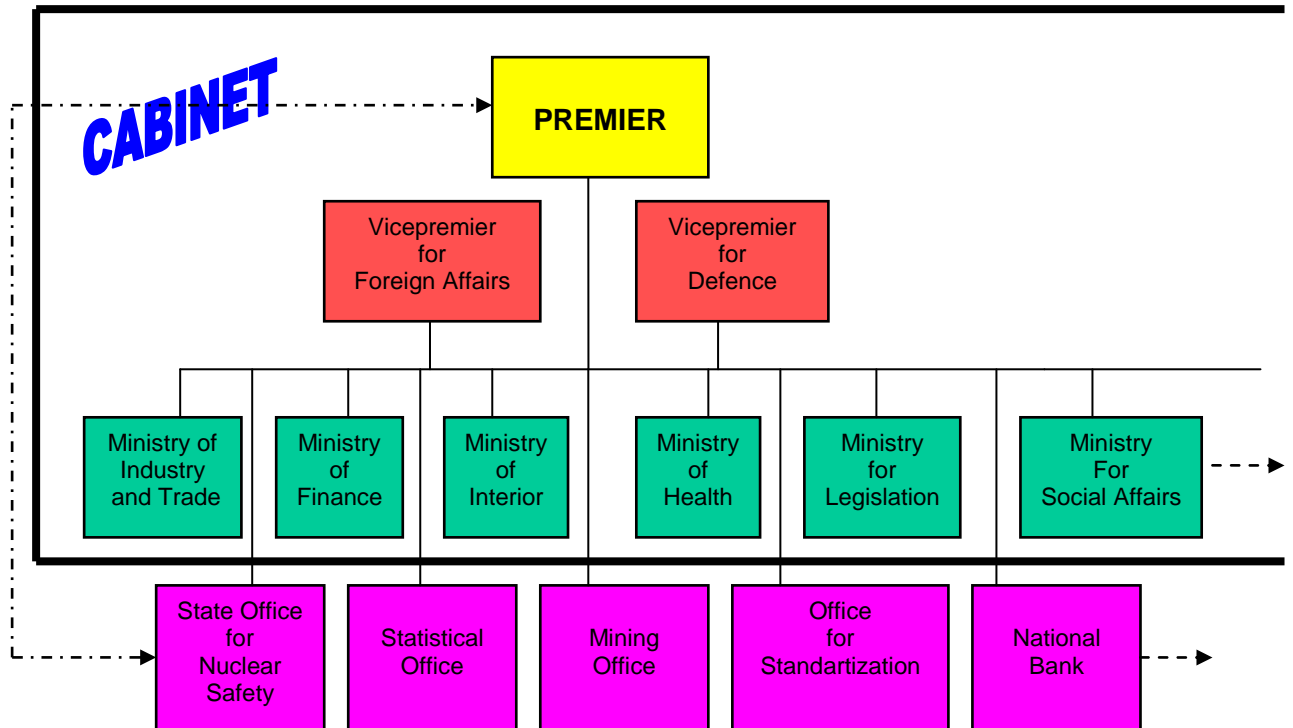 CABINET
PREMIER
Vicepremier
for
Foreign Affairs
Vicepremier
for
Defence
Ministry of
Industry
and Trade
Ministry
of
Finance
Ministry
of
Interior
Ministry
of
Health
Ministry
for
Legislation
Ministry
For
Social Affairs
State Office
for
Nuclear
Safety
Statistical
Office
Mining
Office
Office
for
Standartization
National
Bank